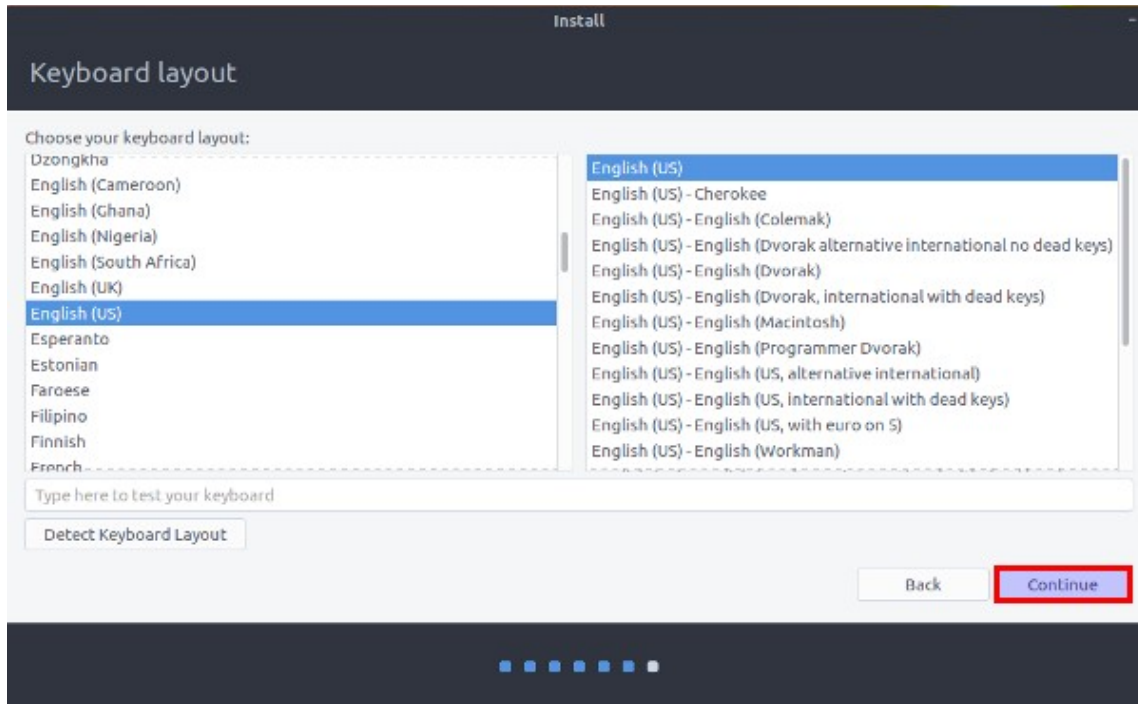 Install
Keyboard layout
Choose your keyboard layout:
Dzongkha
English (Cameroon)
English (Ghana)
English (Nigeria)
English (South Africa)
English (UK)
English (US)
Esperanto
Estonian
Faroese
Filipino
Finnish
French
English (US)
English (US) - Cherokee
English (US) - English (Colemak)
English (US) - English (Dvorak alternative international no dead keys)
English (US) - English (Dvorak)
English (US) - English (Dvorak, international with dead keys)
English (US) - English (Macintosh)
English (US) - English (Programmer Dvorak)
English (US) - English (US, alternative international)
English (US) - English (US, international with dead keys)
English (US) - English (US, with euro on 5)
English (US) - English (Workman)
Type here to test your keyboard
Detect Keyboard Layout
Back
Continue